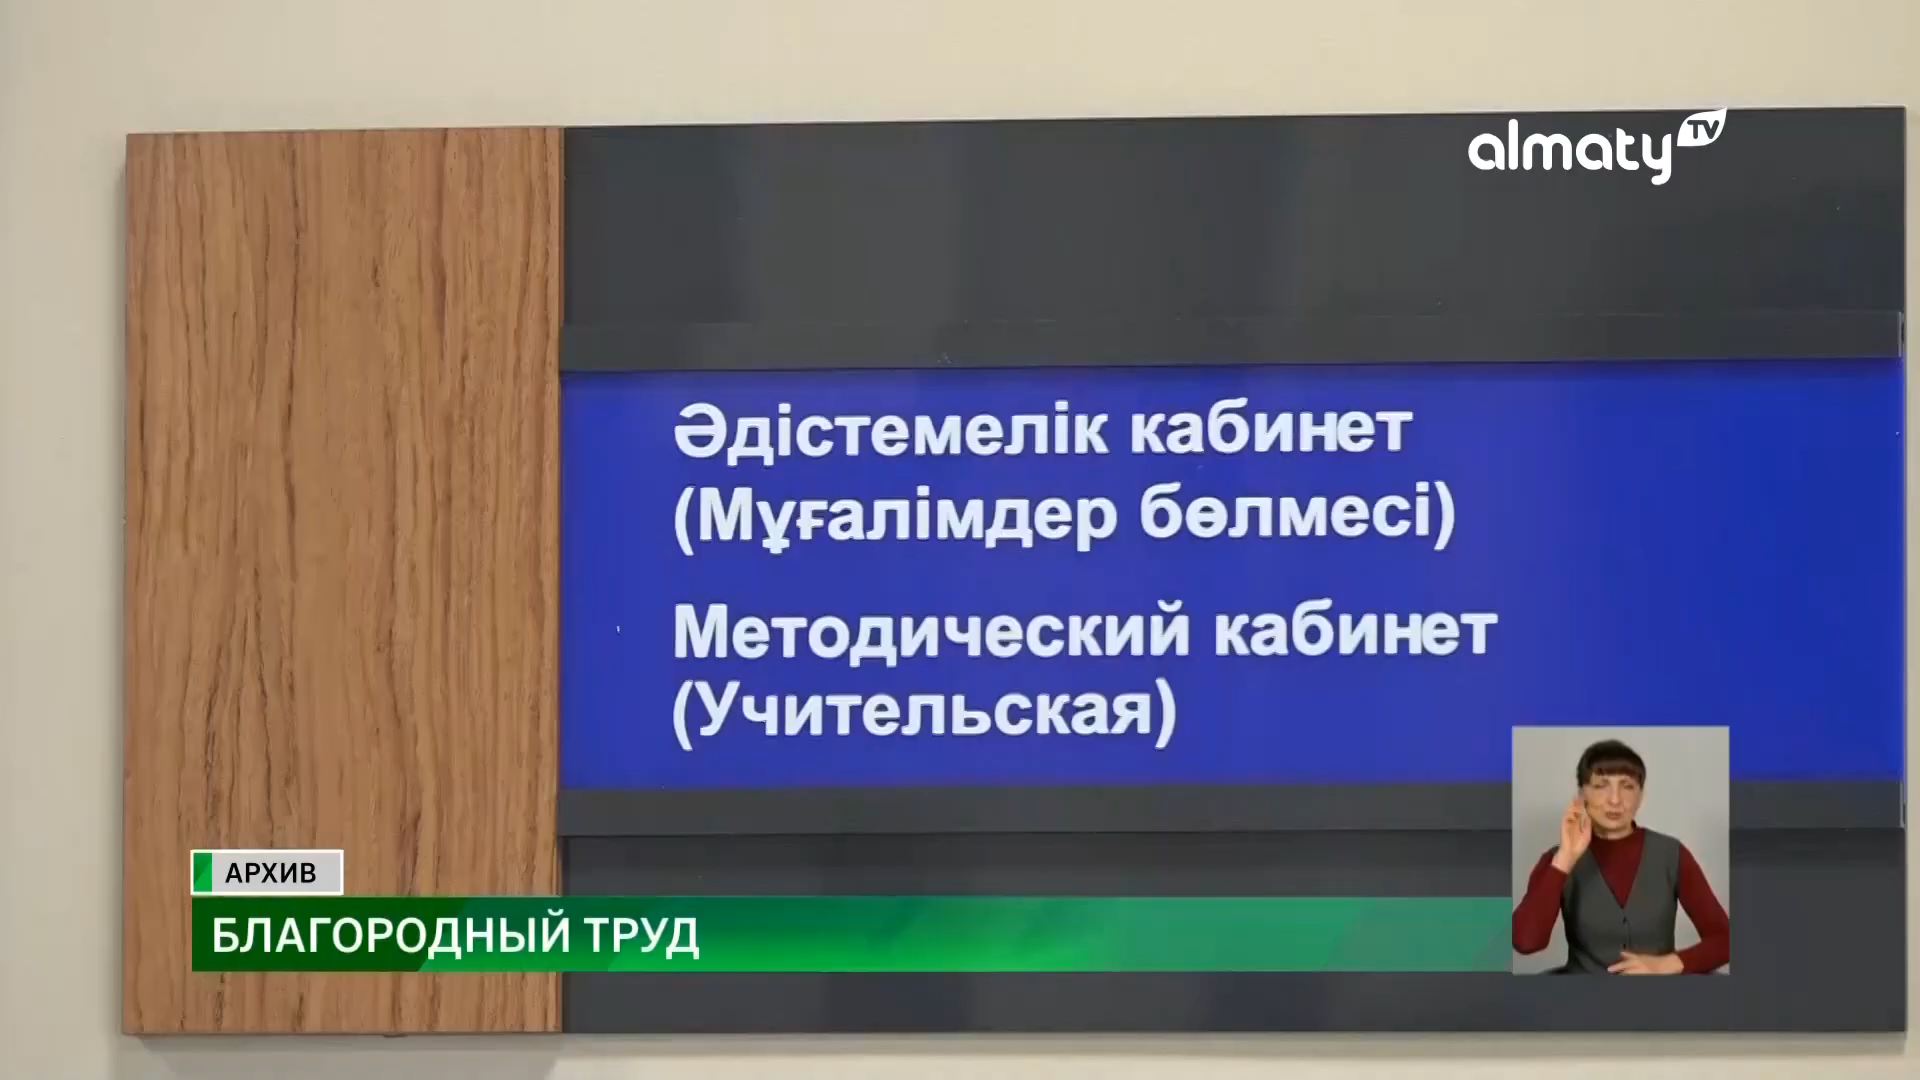 almaty TV
Әдістемелік кабинет
(Мұғалімдер бөлмесі)
Методический кабинет
(Учительская)
АРХИВ
БЛАГОРОДНЫЙ ТРУД